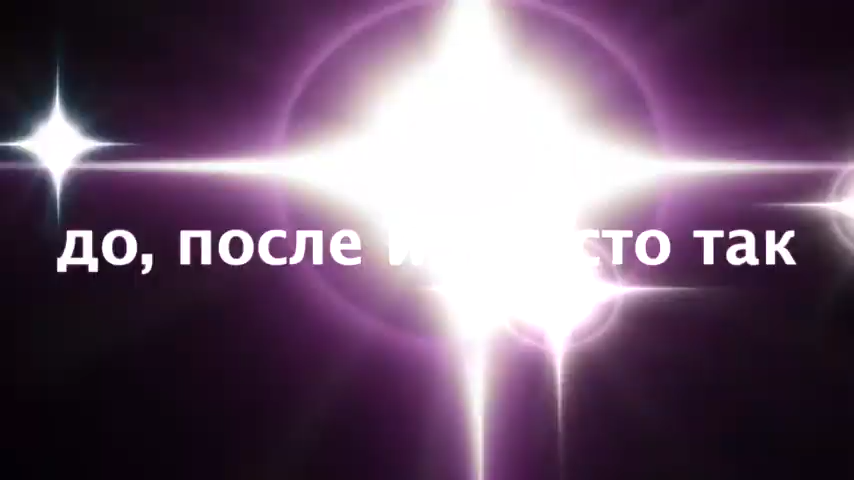 до, после и так